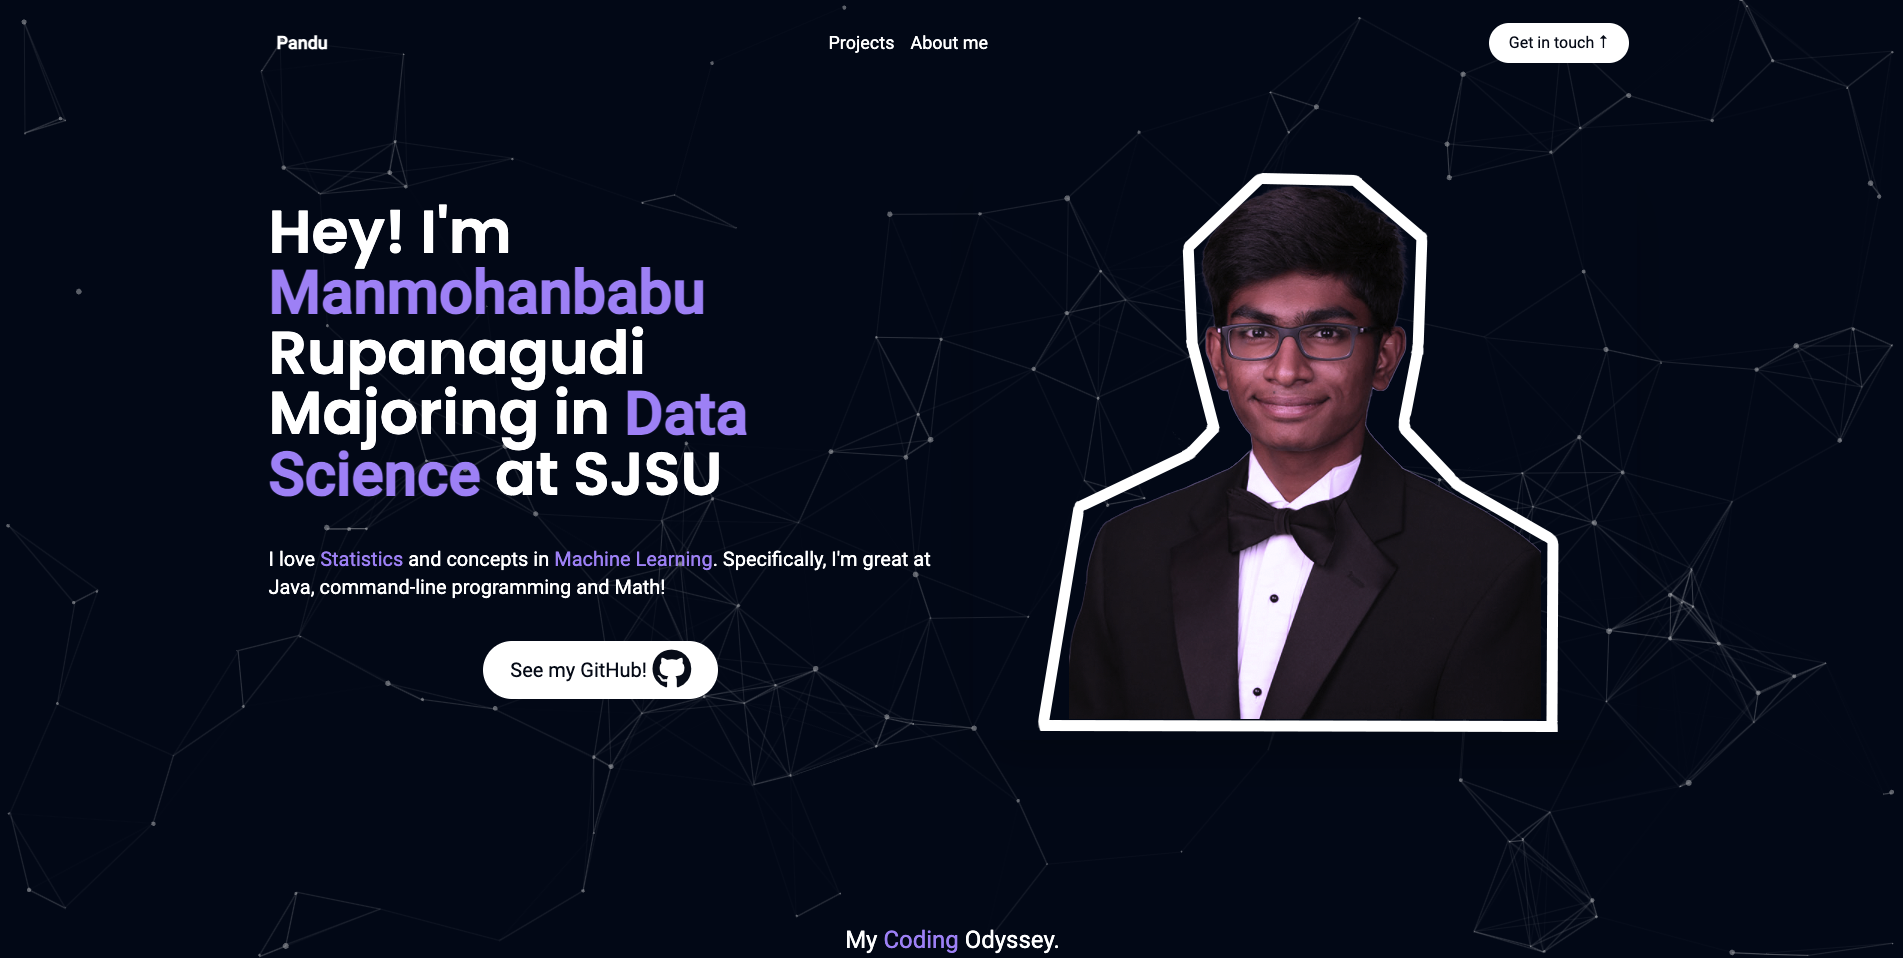 Pandu
Projects
About me
Get in touch ↑
Hey! I'm
Manmohanbabu
Rupanagudi
Majoring in Data
Science at SJSU
I love Statistics and concepts in Machine Learning. Specifically, I'm great at
Java, command-line programming and Math!
See my GitHub!
My Coding Odyssey.